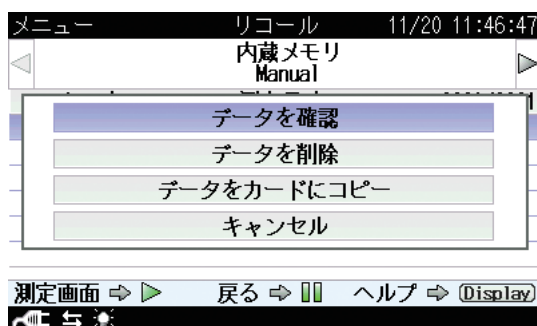 メニュー リコール 11/20 11:46:47
内蔵メモリ
Manual
データを確認
データを削除
データをカードにコピー
キャンセル
測定画面 ⇨ ▷ 戻る ⇨ ▯▯ ヘルプ ⇨ Display